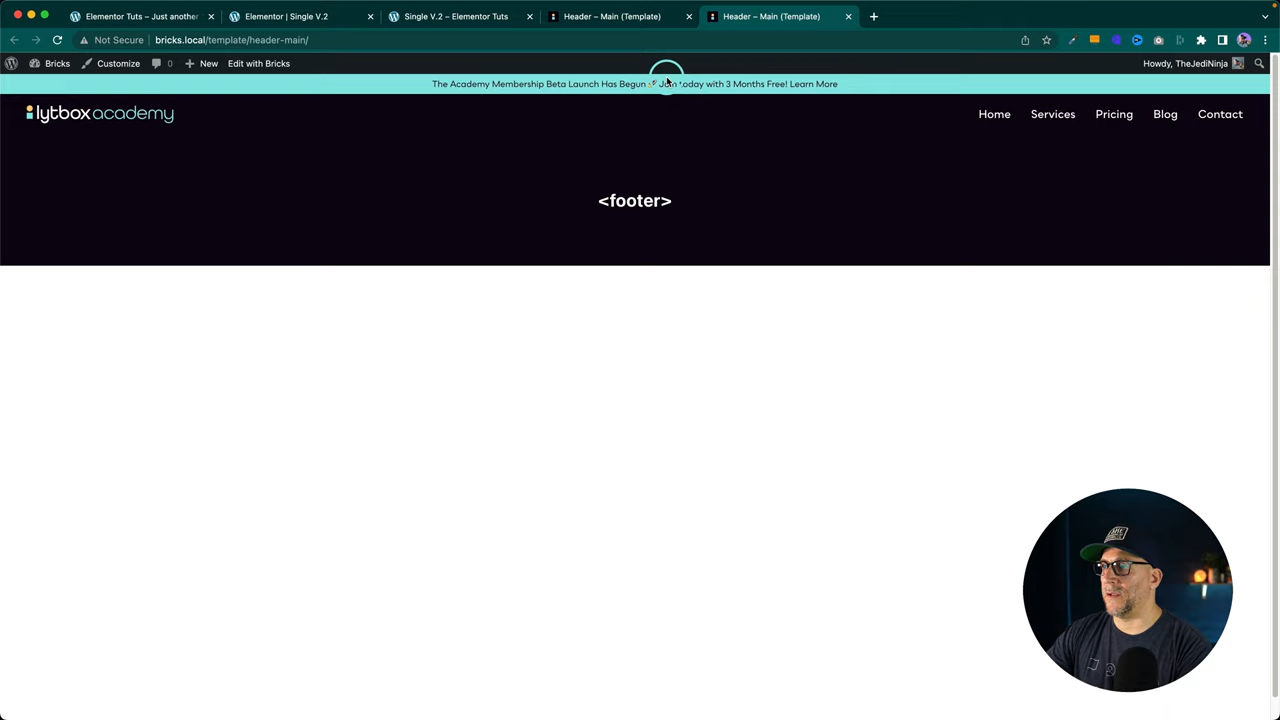 Elementor Tuts – Just another
Elementor | Single V.2
Single V.2 – Elementor Tuts
Header – Main (Template)
Header – Main (Template)
Not Secure
bricks.local/template/header-main/
Bricks
Customize
0
New
Edit with Bricks
Howdy, TheJediNinja
The Academy Membership Beta Launch Has Begun 🚀 Join today with 3 Months Free! Learn More
lytbox academy
Home
Services
Pricing
Blog
Contact
<footer>